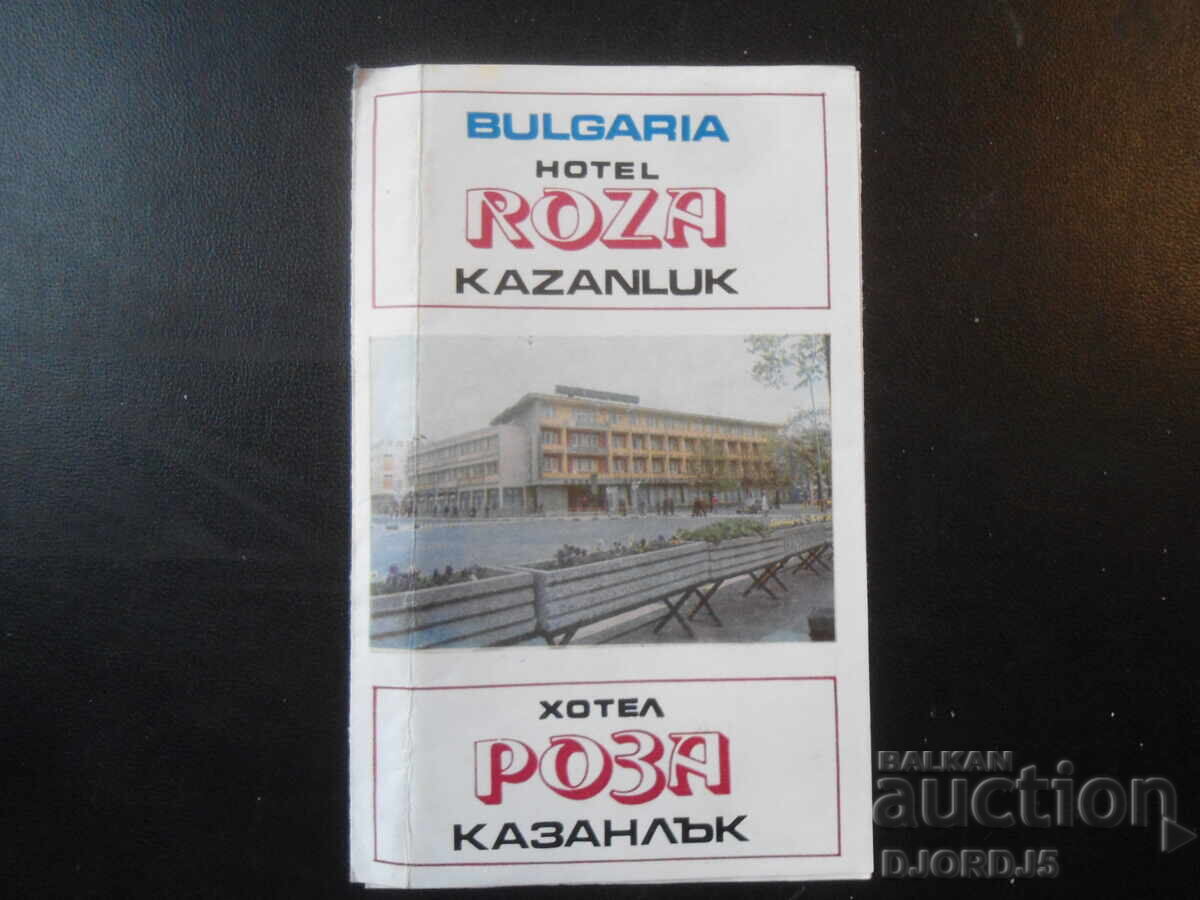 BULGARIA
HOTEL
ROZA
KAZANLUK
ХОТЕЛ
РОЗА
КАЗАНЛЪК
BALKAN
auction
DJORDJ5